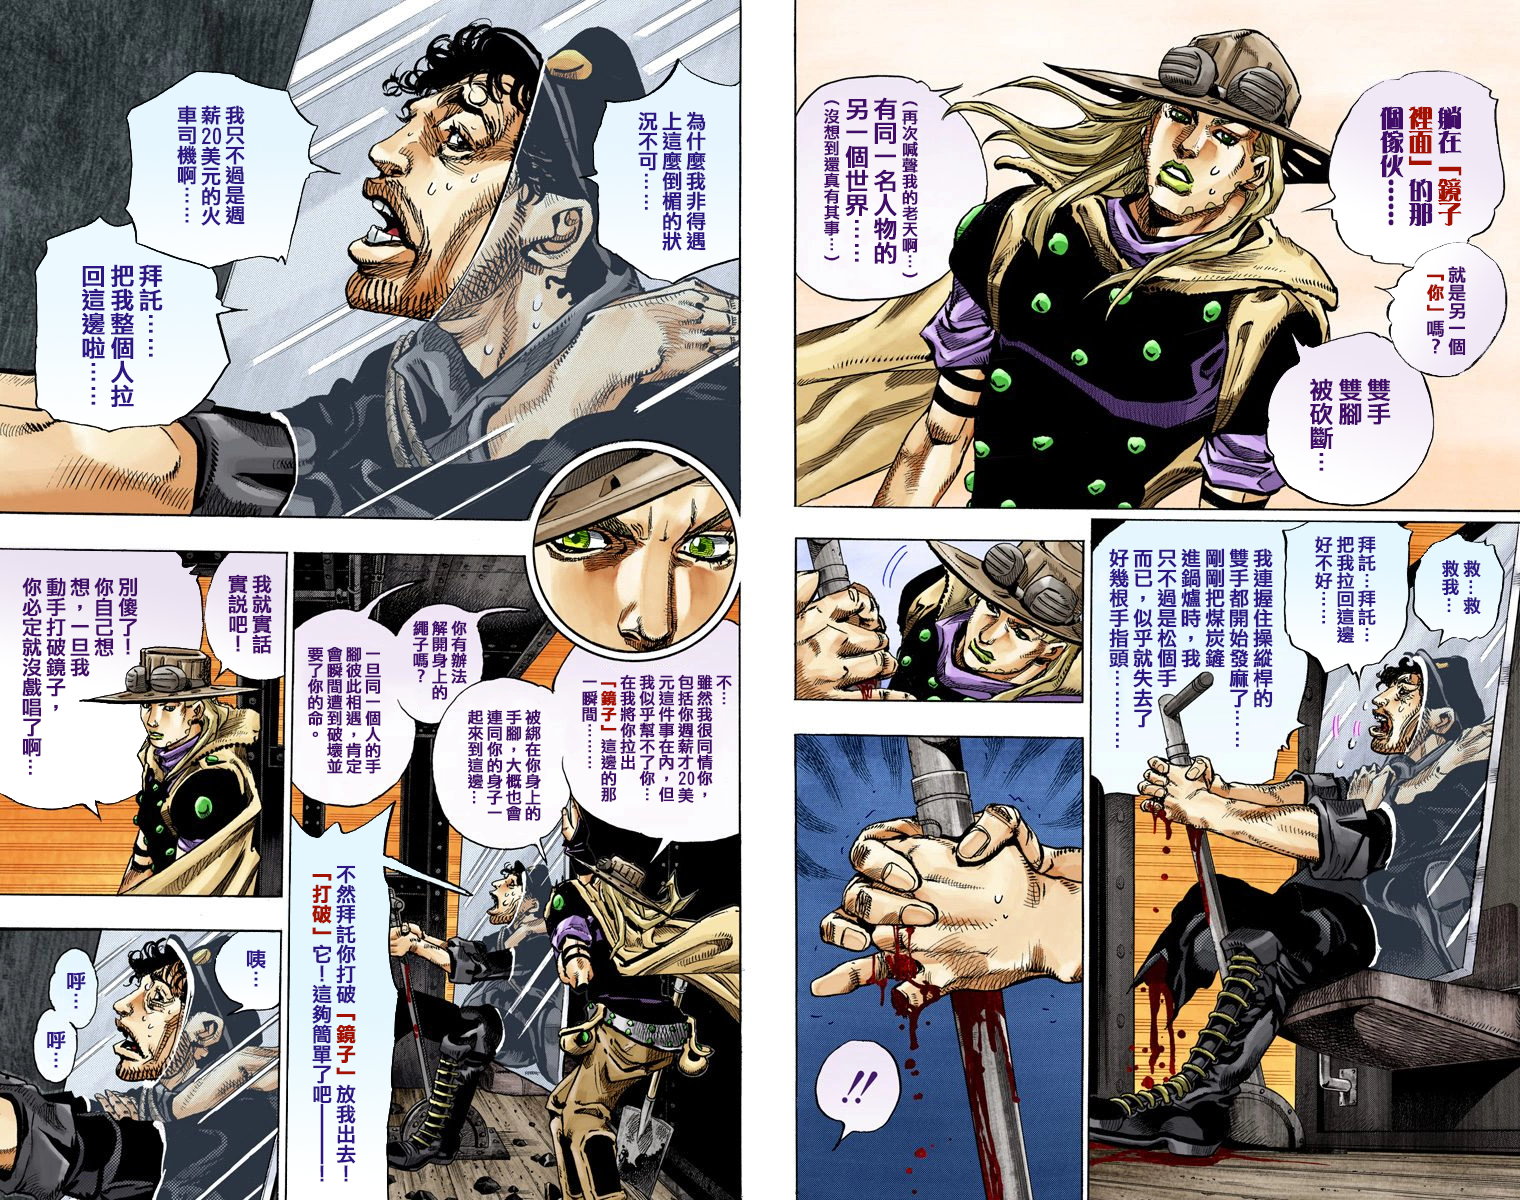 躺在「鏡子
裡面」的那
個傢伙……
就是另一個
「你」嗎？
雙手
雙腳
被砍斷…
（再次喊聲我的老天啊…）
有同一名人物的
另一個世界……
（沒想到還真有其事…）
救…救
救我…
拜託…拜託…
把我拉回這邊
好不好……
我連握住操縱桿的
雙手都開始發麻了……
剛剛把煤炭鏟
進鍋爐時，我
只不過是松個手
而已，似乎就失去了
好幾根手指頭……
!!
為什麼我非得遇
上這麼倒楣的狀
況不可……
我只不過是週
薪20美元的火
車司機啊……
拜託……
把我整個人拉
回這邊啦……
不…
雖然我很同情你，
包括你週薪才20美
元這件事在內，但
我似乎幫不了你…
在我將你拉出
「鏡子」這邊的那
一瞬間………
被綁在你身上的
手腳，大概也會
連同你的身子一
起來到這邊…
你有辦法
解開身上的
繩子嗎？
一旦同一個人的手
腳彼此相遇，肯定
會瞬間遭到破壞並
要了你的命。
不然拜託你打破「鏡子」放我出去！
「打破」它！這夠簡單了吧———！
我就實話
實説吧！
別傻了！
你自己想
想，一旦我
動手打破鏡子，
你必定就沒戲唱了啊…
咦…
呼…
呼…